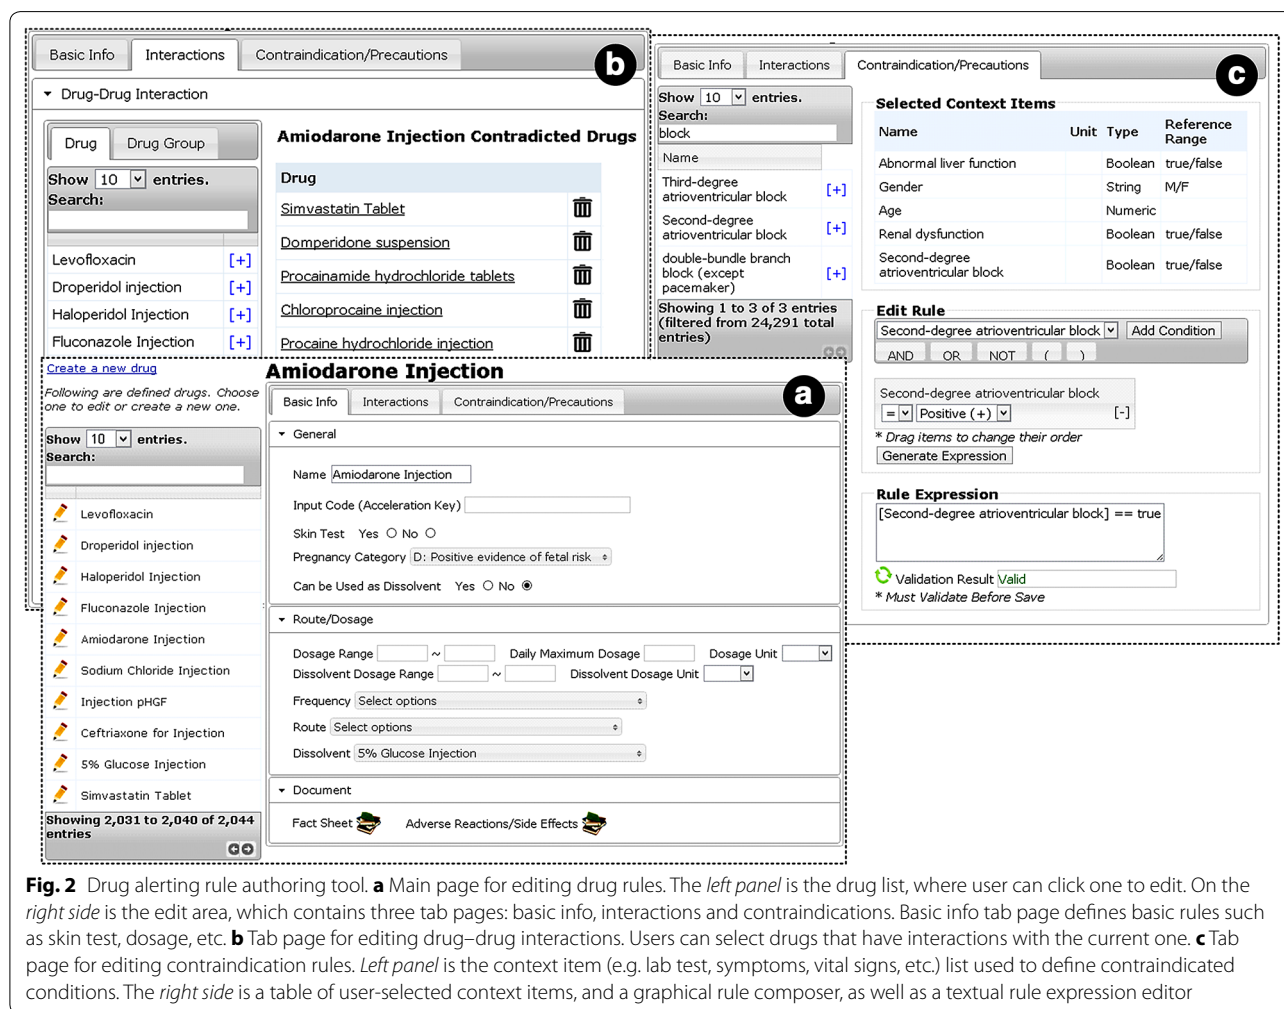 Basic Info Interactions Contraindication/Precautions
b
Drug-Drug Interaction
Drug Drug Group
Show 10 entries.
Search:
Levofloxacin [+]
Droperidol injection [+]
Haloperidol Injection [+]
Fluconazole Injection [+]
Amiodarone Injection Contradicted Drugs
Drug
Simvastatin Tablet
Domperidone suspension
Procainamide hydrochloride tablets
Chloroprocaine injection
Procaine hydrochloride injection
Basic Info Interactions Contraindication/Precautions
c
Show 10 entries.
Search:
block
Name
Third-degree
atrioventricular block [+]
Second-degree
atrioventricular block [+]
double-bundle branch
block (except [+]
pacemaker)
Showing 1 to 3 of 3 entries
(filtered from 24,291 total
entries)
Selected Context Items
Name Unit Type Reference
Range
Abnormal liver function Boolean true/false
Gender String M/F
Age Numeric
Renal dysfunction Boolean true/false
Second-degree
atrioventricular block Boolean true/false
Edit Rule
Second-degree atrioventricular block Add Condition
AND OR NOT ( )
Second-degree atrioventricular block
= Positive (+) [-]
* Drag items to change their order
Generate Expression
Rule Expression
[Second-degree atrioventricular block] == true
Validation Result Valid
* Must Validate Before Save
Create a new drug
Following are defined drugs. Choose
one to edit or create a new one.
Show 10 entries.
Search:
Levofloxacin
Droperidol injection
Haloperidol Injection
Fluconazole Injection
Amiodarone Injection
Sodium Chloride Injection
Injection pHGF
Ceftriaxone for Injection
5% Glucose Injection
Simvastatin Tablet
Showing 2,031 to 2,040 of 2,044
entries
Amiodarone Injection
a
Basic Info Interactions Contraindication/Precautions
General
Name Amiodarone Injection
Input Code (Acceleration Key)
Skin Test Yes No
Pregnancy Category D: Positive evidence of fetal risk
Can be Used as Dissolvent Yes No
Route/Dosage
Dosage Range ~ Daily Maximum Dosage Dosage Unit
Dissolvent Dosage Range ~ Dissolvent Dosage Unit
Frequency Select options
Route Select options
Dissolvent 5% Glucose Injection
Document
Fact Sheet Adverse Reactions/Side Effects
Fig. 2 Drug alerting rule authoring tool. a Main page for editing drug rules. The left panel is the drug list, where user can click one to edit. On the
right side is the edit area, which contains three tab pages: basic info, interactions and contraindications. Basic info tab page defines basic rules such
as skin test, dosage, etc. b Tab page for editing drug–drug interactions. Users can select drugs that have interactions with the current one. c Tab
page for editing contraindication rules. Left panel is the context item (e.g. lab test, symptoms, vital signs, etc.) list used to define contraindicated
conditions. The right side is a table of user-selected context items, and a graphical rule composer, as well as a textual rule expression editor